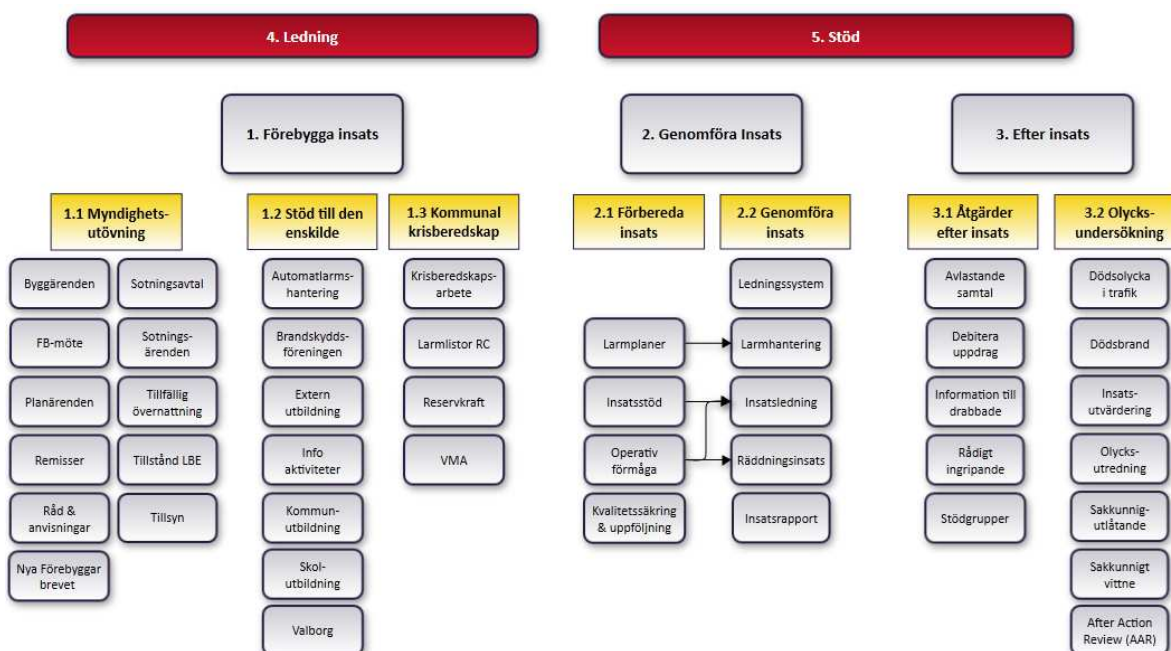 4. Ledning
5. Stöd
1. Förebygga insats
2. Genomföra Insats
3. Efter insats
1.1 Myndighets-
utövning
1.2 Stöd till den
enskilde
1.3 Kommunal
krisberedskap
2.1 Förbereda
insats
2.2 Genomföra
insats
3.1 Åtgärder
efter insats
3.2 Olycks-
undersökning
Byggärenden
FB-möte
Planärenden
Remisser
Råd &
anvisningar
Nya Förebyggar
brevet
Sotningsavtal
Sotnings-
ärenden
Tillfällig
övernattning
Tillstånd LBE
Tillsyn
Automatlarms-
hantering
Brandskydds-
föreningen
Extern
utbildning
Info
aktiviteter
Kommun-
utbildning
Skol-
utbildning
Valborg
Krisberedskaps-
arbete
Larmlistor RC
Reservkraft
VMA
Larmplaner
Insatsstöd
Operativ
förmåga
Kvalitetssäkring
& uppföljning
Ledningssystem
Larmhantering
Insatsledning
Räddningsinsats
Insatsrapport
Avlastande
samtal
Debitera
uppdrag
Information till
drabbade
Rådigt
ingripande
Stödgrupper
Dödsolycka
i trafik
Dödsbrand
Insats-
utvärdering
Olycks-
utredning
Sakkunnig-
utlåtande
Sakkunnigt
vittne
After Action
Review (AAR)